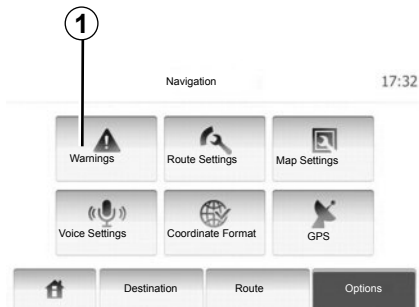 1
Navigation
17:32
Warnings
Route Settings
Map Settings
Voice Settings
Coordinate Format
GPS
Destination
Route
Options